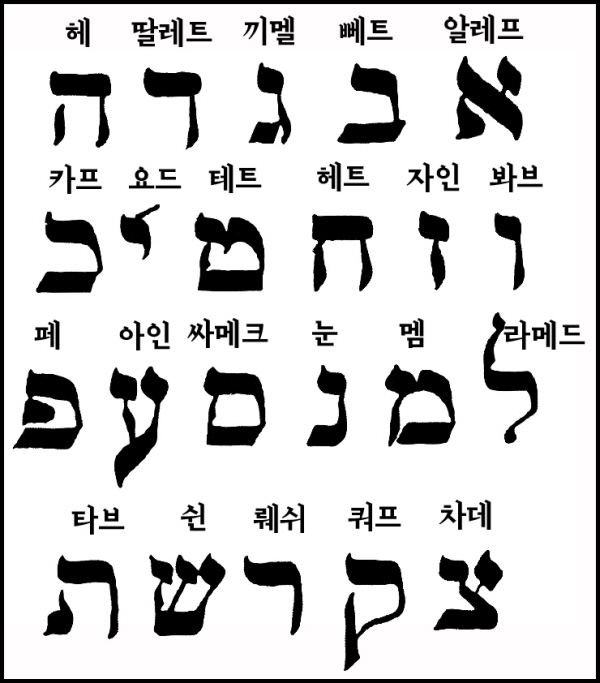 헤 딸레트 끼멜 뻬트 알레프
א ב ג ד ה
카프 요드 테트 헤트 자인 봐브
ו ז ח ט י כ
페 아인 싸메크 눈 멤 라메드
ל מ נ ס ע פ
타브 쉰 뤠쉬 쿼프 차데
צ ק ר ש ת